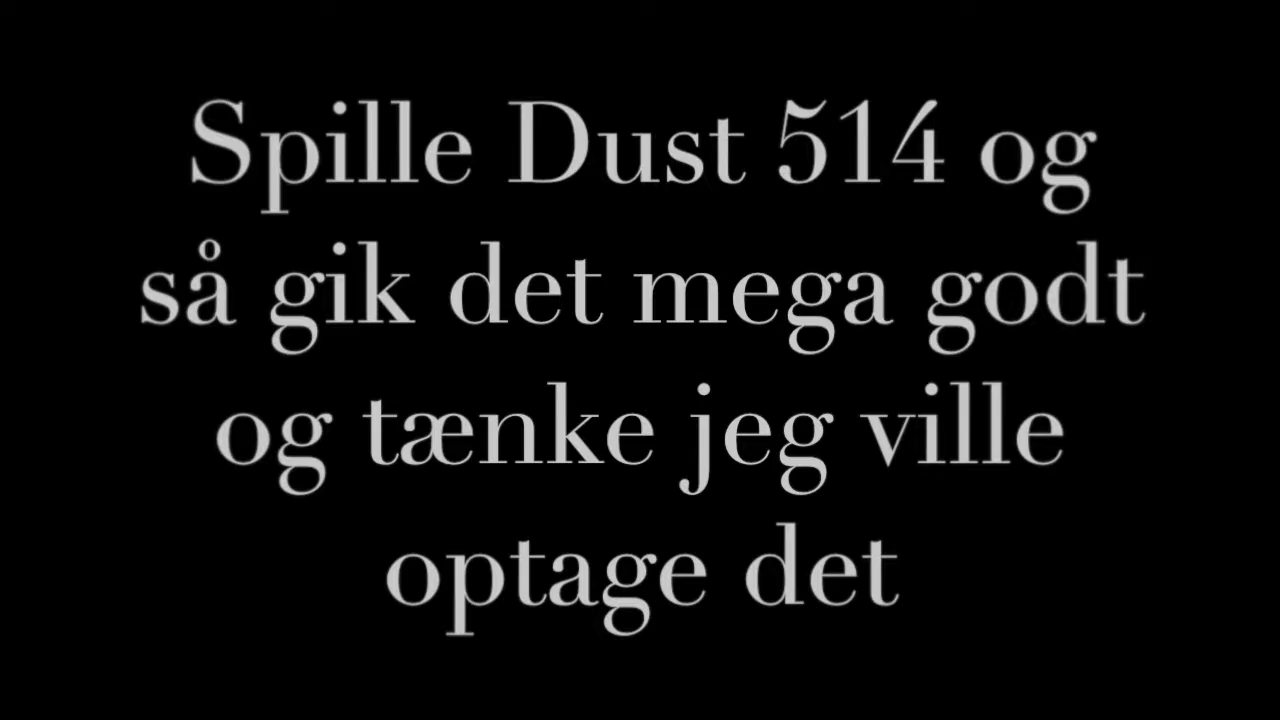 Spille Dust 514 og
så gik det mega godt
og tænke jeg ville
optage det